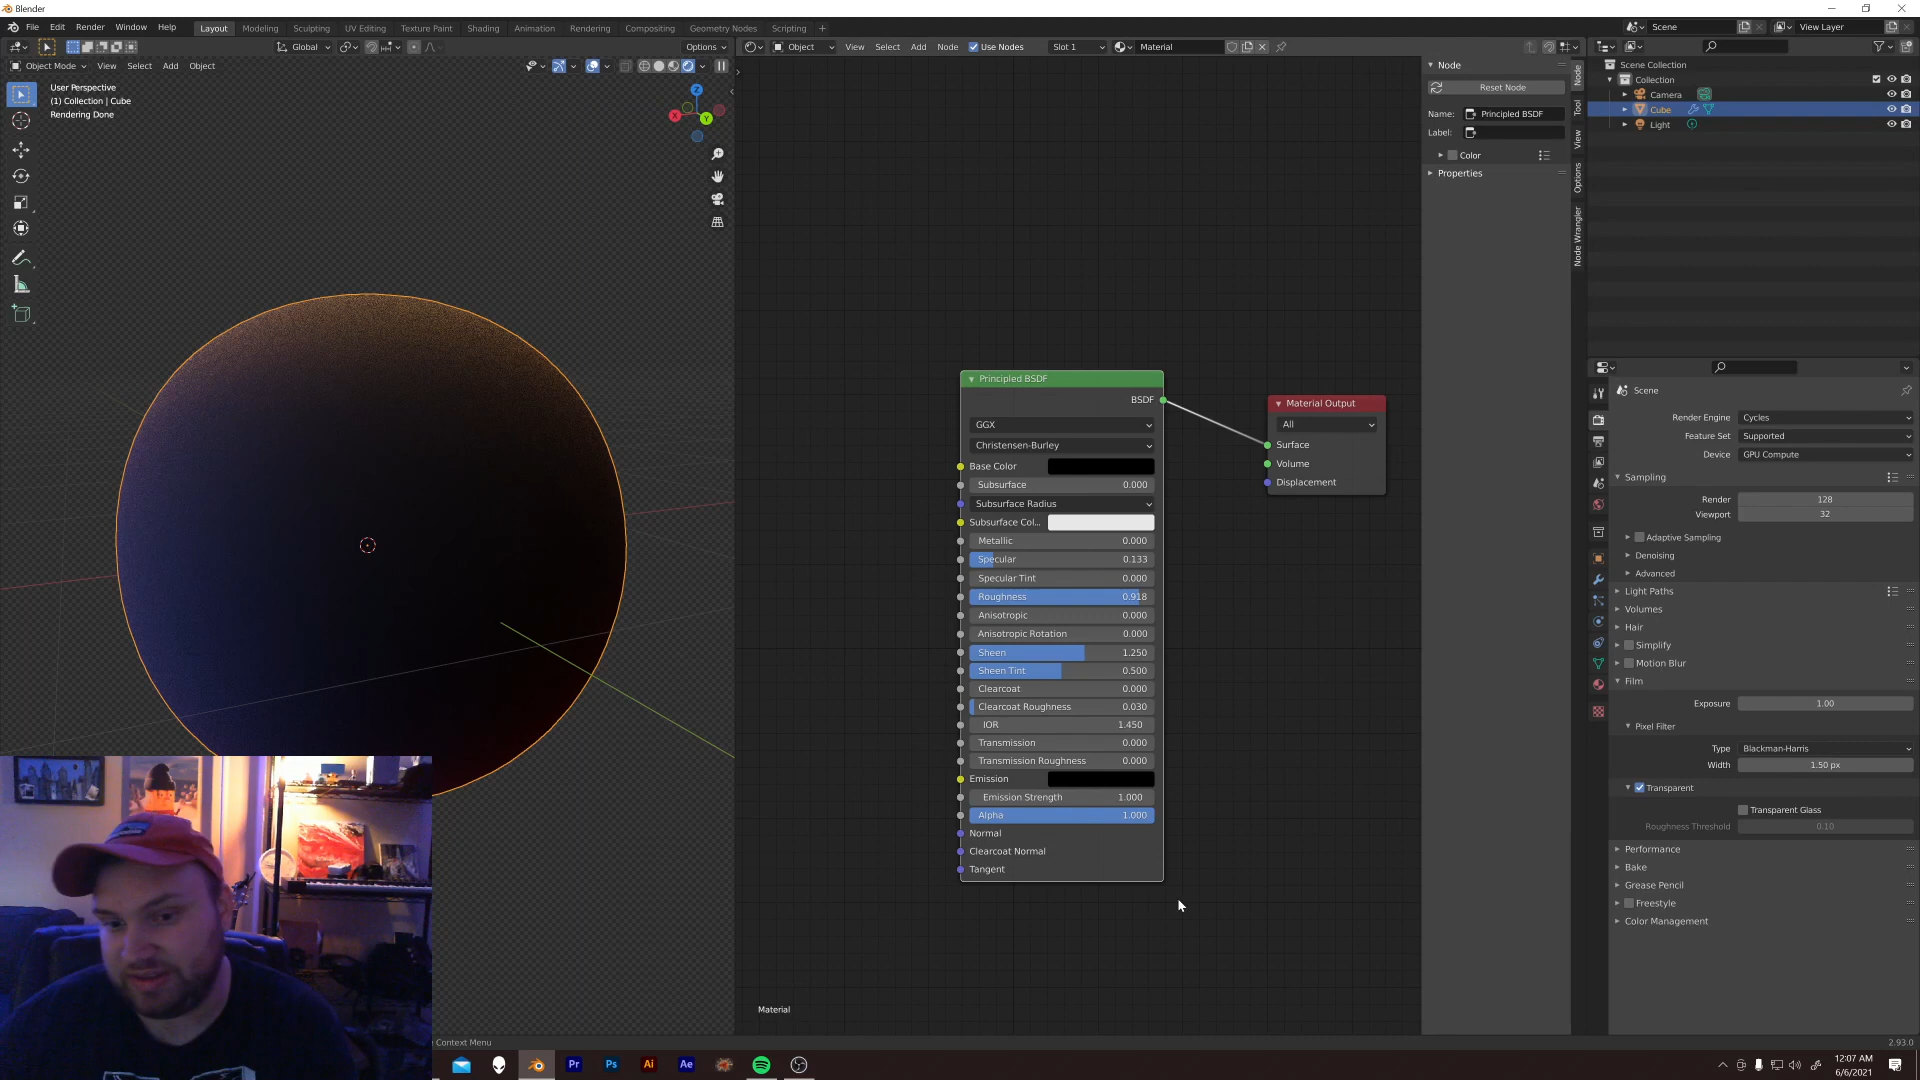 Blender
File Edit Render Window Help Layout Modeling Sculpting UV Editing Texture Paint Shading Animation Rendering Compositing Geometry Nodes Scripting + Scene View Layer
Global Options Object View Select Add Node Use Nodes Slot 1 Material
Object Mode View Select Add Object
User Perspective
(1) Collection | Cube
Rendering Done
Z
X
Y
Principled BSDF
BSDF
GGX
Christensen-Burley
Base Color
Subsurface 0.000
Subsurface Radius
Subsurface Col...
Metallic 0.000
Specular 0.133
Specular Tint 0.000
Roughness 0.918
Anisotropic 0.000
Anisotropic Rotation 0.000
Sheen 1.250
Sheen Tint 0.500
Clearcoat 0.000
Clearcoat Roughness 0.030
IOR 1.450
Transmission 0.000
Transmission Roughness 0.000
Emission
Emission Strength 1.000
Alpha 1.000
Normal
Clearcoat Normal
Tangent
Material Output
All
Surface
Volume
Displacement
Material
Node
Reset Node
Name: Principled BSDF
Label:
Color
Properties
Node
Tool
View
Options
Node Wrangler
Scene Collection
Collection
Camera
Cube
Light
Scene
Render Engine Cycles
Feature Set Supported
Device GPU Compute
Sampling
Render 128
Viewport 32
Adaptive Sampling
Denoising
Advanced
Light Paths
Volumes
Hair
Simplify
Motion Blur
Film
Exposure 1.00
Pixel Filter
Type Blackman-Harris
Width 1.50 px
Transparent
Transparent Glass
Roughness Threshold 0.10
Performance
Bake
Grease Pencil
Freestyle
Color Management
Context Menu
2.93.0
Pr Ps Ai Ae
12:07 AM
6/6/2021